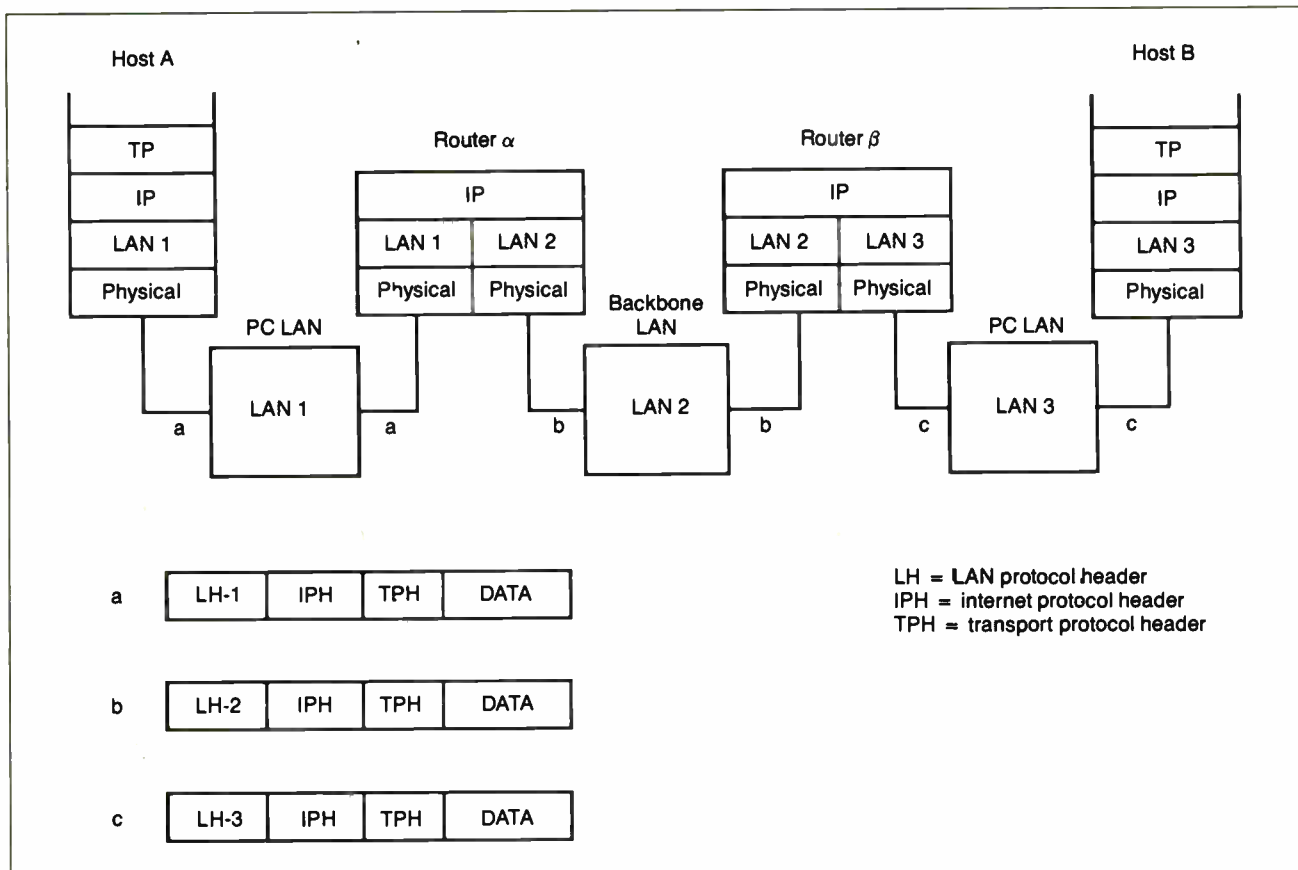 Host A
Host B
Router α
Router β
TP
IP
LAN 1
Physical
IP
LAN 1
LAN 2
Physical
Physical
IP
LAN 2
LAN 3
Physical
Physical
TP
IP
LAN 3
Physical
PC LAN
LAN 1
Backbone
LAN
LAN 2
PC LAN
LAN 3
a
a
b
b
c
c
a
LH-1 IPH TPH DATA
b
LH-2 IPH TPH DATA
c
LH-3 IPH TPH DATA
LH = LAN protocol header
IPH = internet protocol header
TPH = transport protocol header